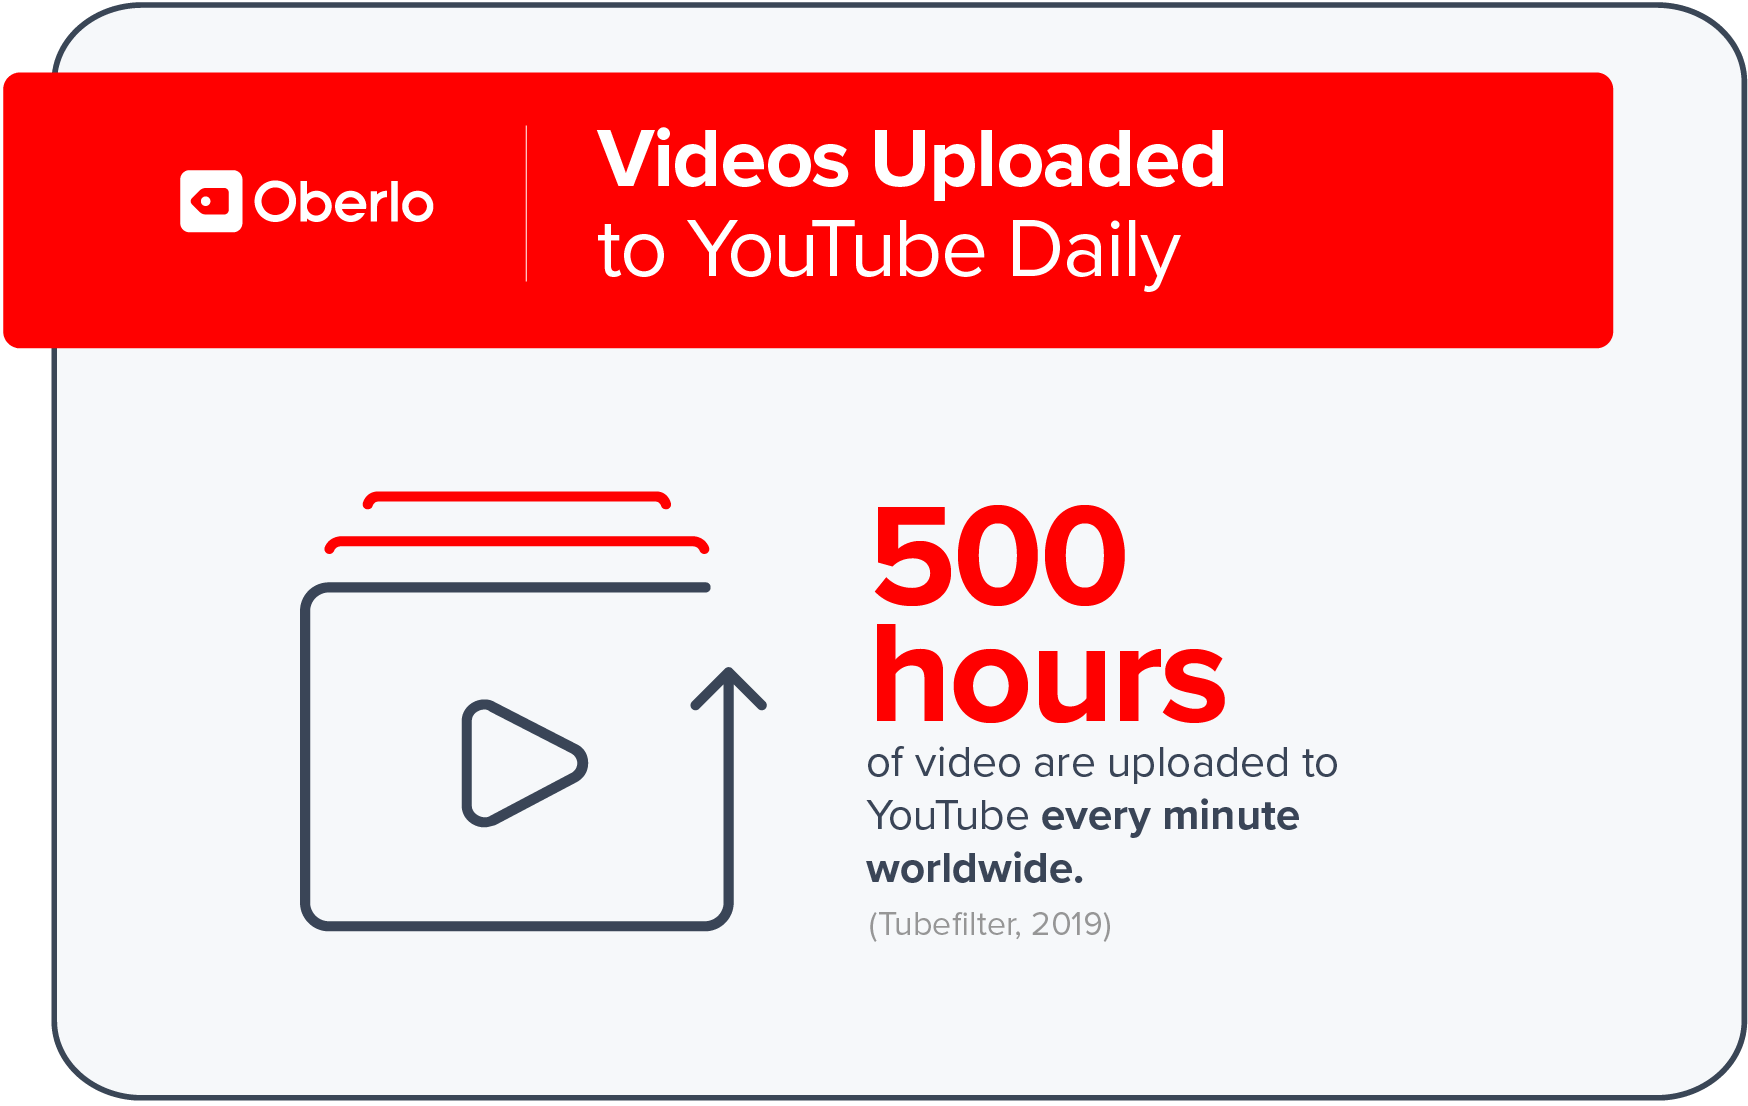 Oberlo
Videos Uploaded
to YouTube Daily
500
hours
of video are uploaded to
YouTube every minute
worldwide.
(Tubefilter, 2019)